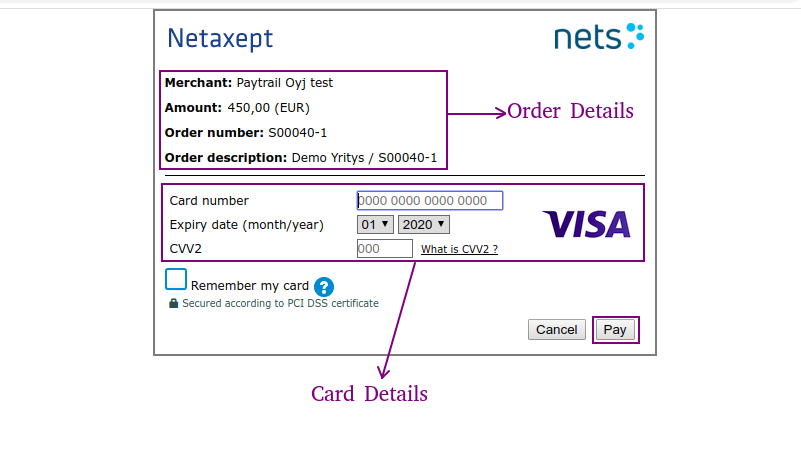 Netaxept
nets
Merchant: Paytrail Oyj test
Amount: 450,00 (EUR)
Order number: S00040-1
Order description: Demo Yritys / S00040-1
Order Details
Card number 0000 0000 0000 0000
Expiry date (month/year) 01 2020
VISA
CVV2 000 What is CVV2 ?
Remember my card ?
Secured according to PCI DSS certificate
Cancel Pay
Card Details